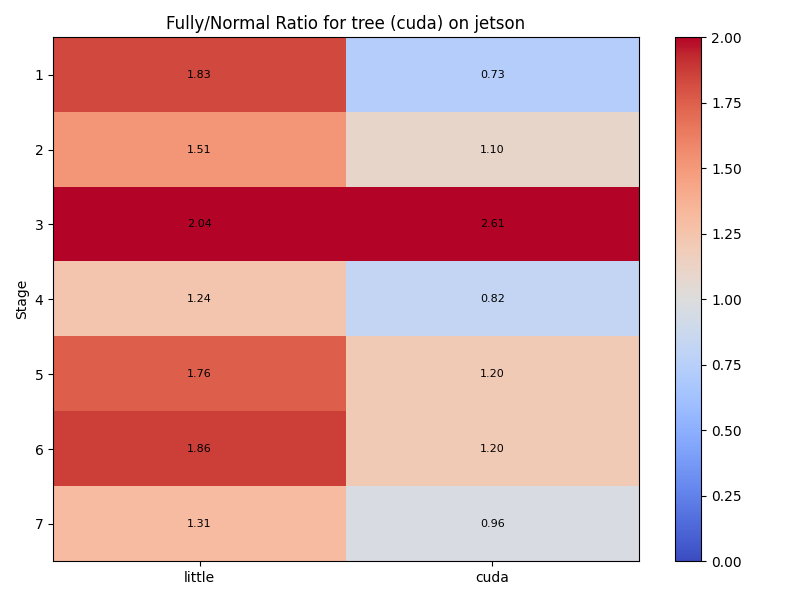 Fully/Normal Ratio for tree (cuda) on jetson
Stage
1 1.83 0.73
2 1.51 1.10
3 2.04 2.61
4 1.24 0.82
5 1.76 1.20
6 1.86 1.20
7 1.31 0.96
little cuda
2.00
1.75
1.50
1.25
1.00
0.75
0.50
0.25
0.00